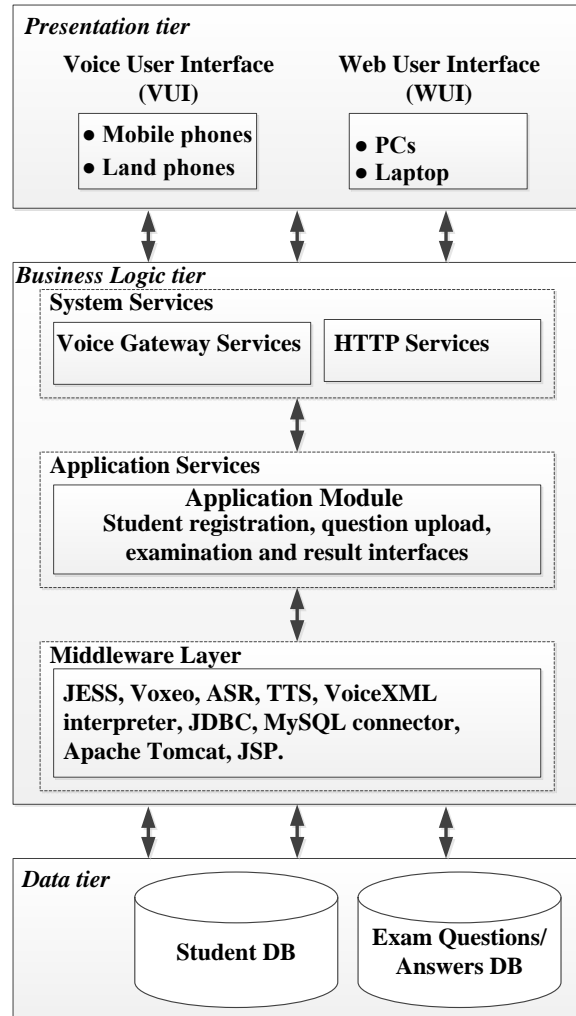 Presentation tier
Voice User Interface
(VUI)
● Mobile phones
● Land phones
Web User Interface
(WUI)
● PCs
● Laptop
Business Logic tier
System Services
Voice Gateway Services
HTTP Services
Application Services
Application Module
Student registration, question upload,
examination and result interfaces
Middleware Layer
JESS, Voxeo, ASR, TTS, VoiceXML
interpreter, JDBC, MySQL connector,
Apache Tomcat, JSP.
Data tier
Student DB
Exam Questions/
Answers DB